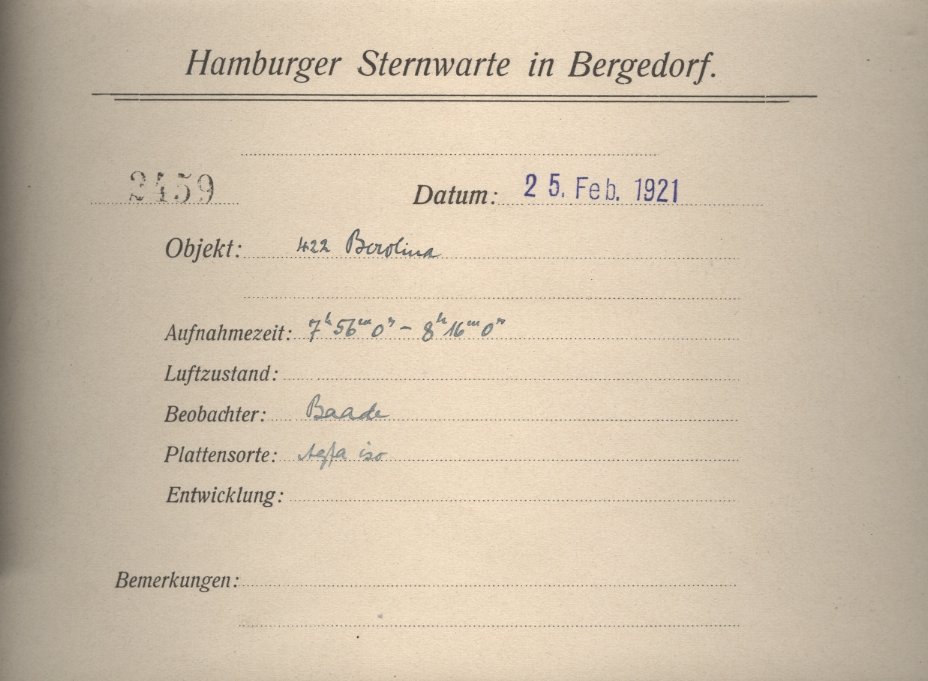 Hamburger Sternwarte in Bergedorf.
2459 Datum: 25. Feb. 1921
Objekt: 422 Berolina
Aufnahmezeit: 7ʰ56ᵐ0ˢ – 8ʰ16ᵐ0ˢ
Luftzustand:
Beobachter: Baade
Plattensorte: Agfa iso
Entwicklung:
Bemerkungen: